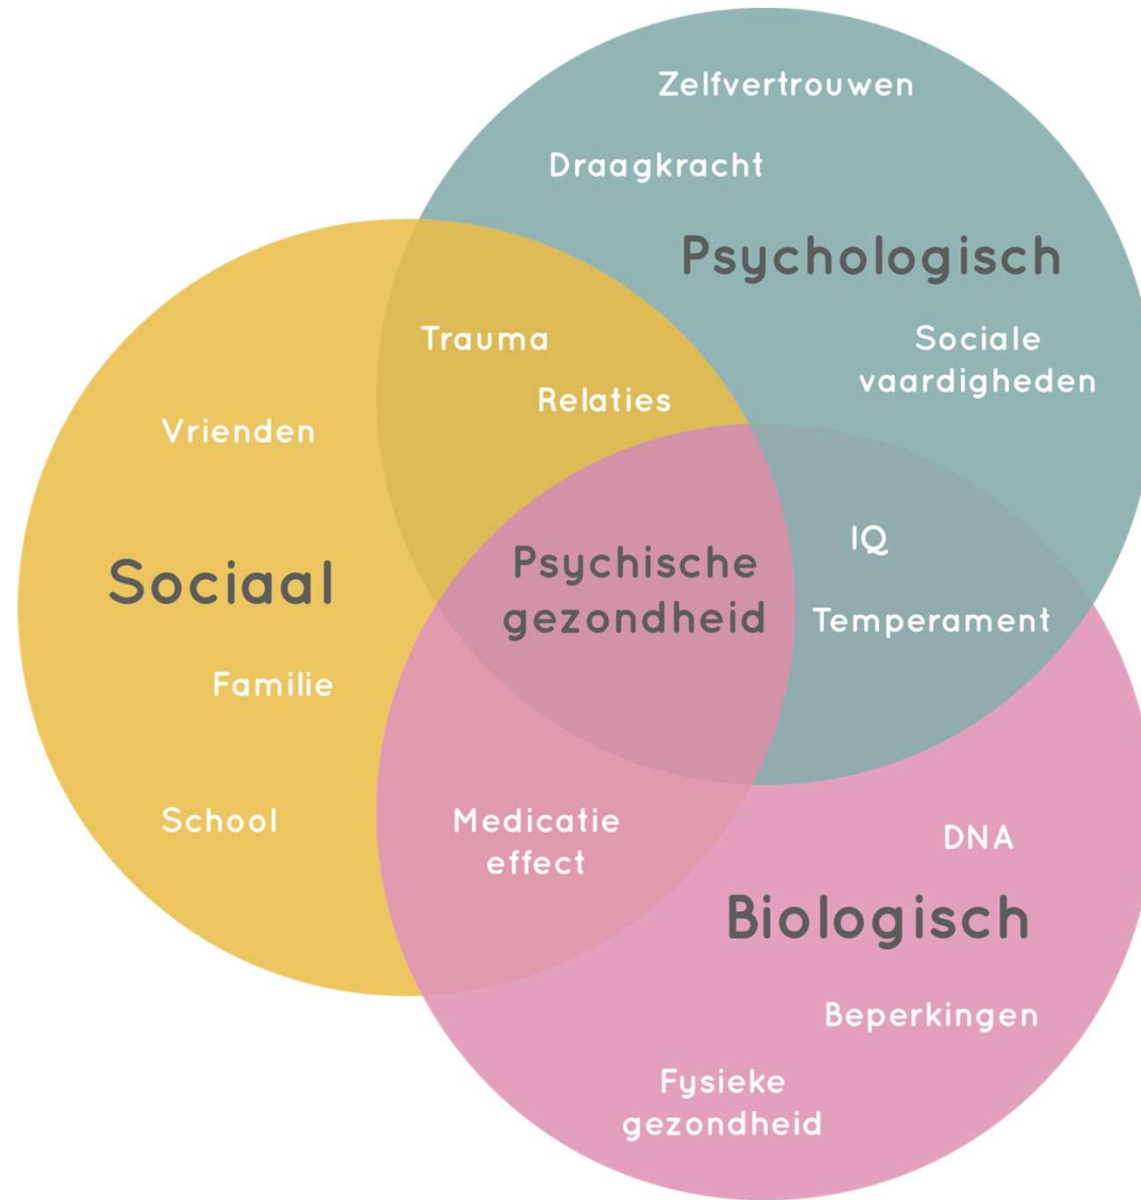 Zelfvertrouwen
Draagkracht
Psychologisch
Sociale
vaardigheden
Trauma
Relaties
Vrienden
Sociaal
Familie
School
Psychische
gezondheid
IQ
Temperament
Medicatie
effect
DNA
Biologisch
Beperkingen
Fysieke
gezondheid